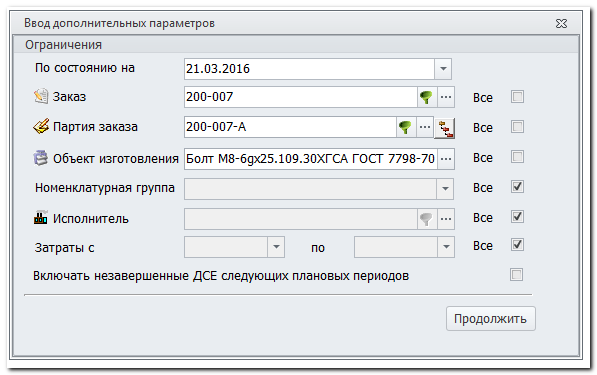 Ввод дополнительных параметров
Ограничения
По состоянию на 21.03.2016
Заказ 200-007 ... Все
Партия заказа 200-007-А ... Все
Объект изготовления Болт М8-6gх25.109.30ХГСА ГОСТ 7798-70 ... Все
Номенклатурная группа Все
Исполнитель ... Все
Затраты с по Все
Включать незавершенные ДСЕ следующих плановых периодов
Продолжить